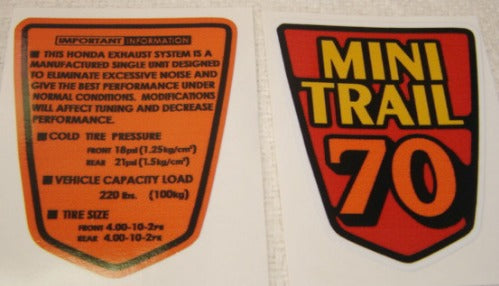 IMPORTANT INFORMATION
■ THIS HONDA EXHAUST SYSTEM IS A
MANUFACTURED SINGLE UNIT DESIGNED
TO ELIMINATE EXCESSIVE NOISE AND
GIVE THE BEST PERFORMANCE UNDER
NORMAL CONDITIONS. MODIFICATIONS
WILL AFFECT TUNING AND DECREASE
PERFORMANCE.
■ COLD TIRE PRESSURE
FRONT 18psi (1.25kg/cm²)
REAR 21psi (1.5kg/cm²)
■ VEHICLE CAPACITY LOAD
220 lbs. (100kg)
■ TIRE SIZE
FRONT 4.00-10-2PR
REAR 4.00-10-2PR
MINI
TRAIL
70